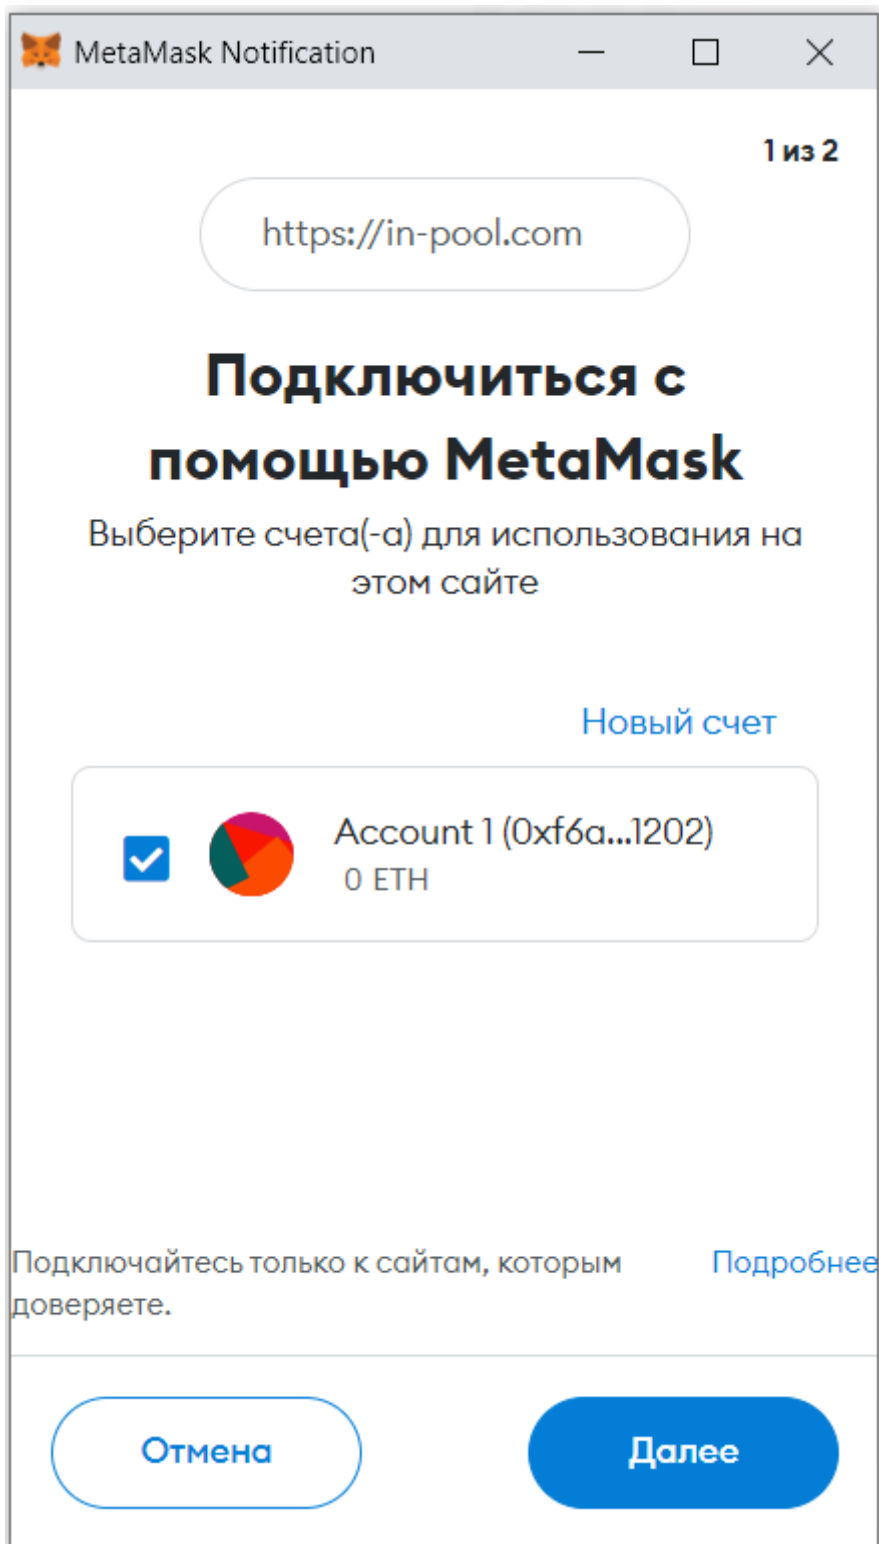 MetaMask Notification
1 из 2
https://in-pool.com
Подключиться с
помощью MetaMask
Выберите счета(-а) для использования на
этом сайте
Новый счет
Account 1 (0xf6a...1202)
0 ETH
Подключайтесь только к сайтам, которым
доверяете.
Подробнее
Отмена
Далее